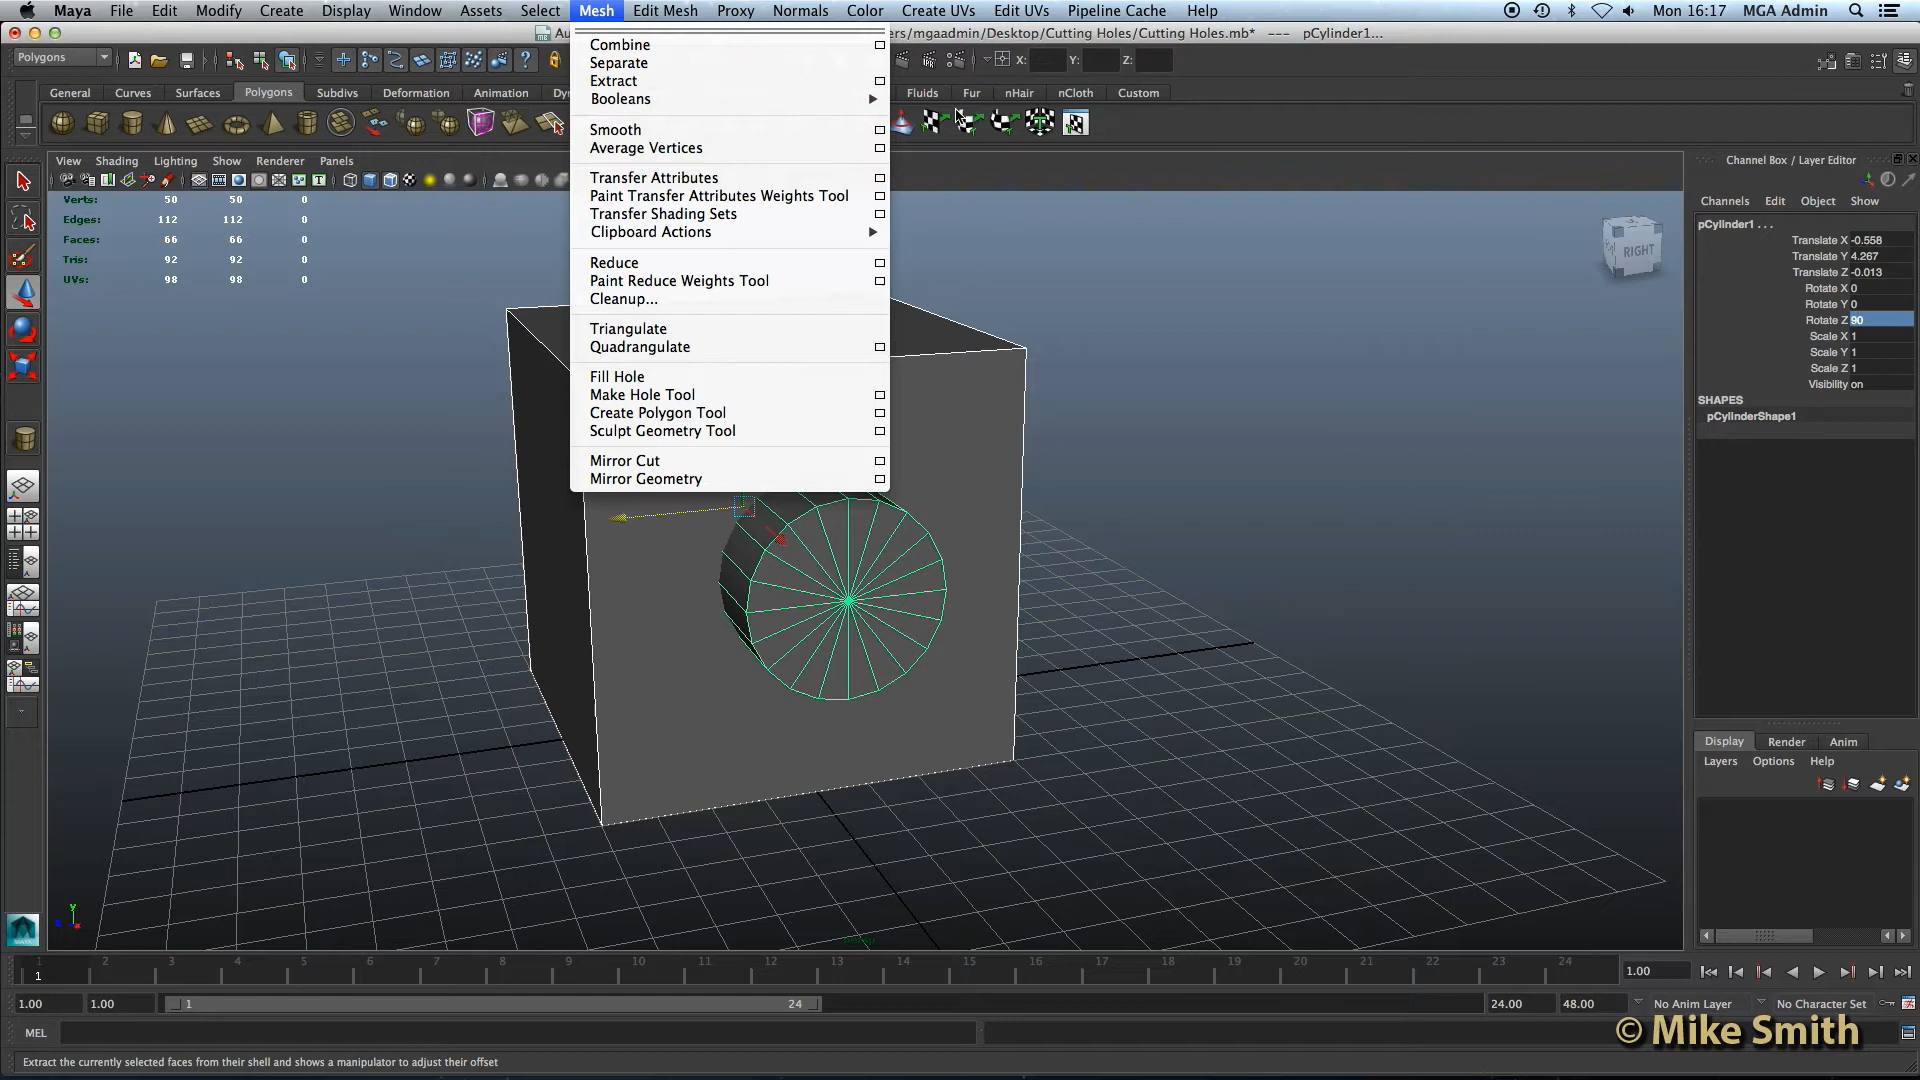 Maya File Edit Modify Create Display Window Assets Select Mesh Edit Mesh Proxy Normals Color Create UVs Edit UVs Pipeline Cache Help Mon 16:17 MGA Admin
Au
ers/mgaadmin/Desktop/Cutting Holes/Cutting Holes.mb* --- pCylinder1...
Polygons
X: Y: Z:
General Curves Surfaces Polygons Subdivs Deformation Animation Dy Fluids Fur nHair nCloth Custom
Combine
Separate
Extract
Booleans
Smooth
Average Vertices
Transfer Attributes
Paint Transfer Attributes Weights Tool
Transfer Shading Sets
Clipboard Actions
Reduce
Paint Reduce Weights Tool
Cleanup...
Triangulate
Quadrangulate
Fill Hole
Make Hole Tool
Create Polygon Tool
Sculpt Geometry Tool
Mirror Cut
Mirror Geometry
View Shading Lighting Show Renderer Panels
Verts: 50 50 0
Edges: 112 112 0
Faces: 66 66 0
Tris: 92 92 0
UVs: 98 98 0
RIGHT
Channel Box / Layer Editor
Channels Edit Object Show
pCylinder1 . . .
Translate X -0.558
Translate Y 4.267
Translate Z -0.013
Rotate X 0
Rotate Y 0
Rotate Z 90
Scale X 1
Scale Y 1
Scale Z 1
Visibility on
SHAPES
pCylinderShape1
Display Render Anim
Layers Options Help
y
1 2 3 4 5 6 7 8 9 10 11 12 13 14 15 16 17 18 19 20 21 22 23 24
1
1.00
1.00 1.00 1 24 24.00 48.00 No Anim Layer No Character Set
MEL
© Mike Smith
Extract the currently selected faces from their shell and shows a manipulator to adjust their offset